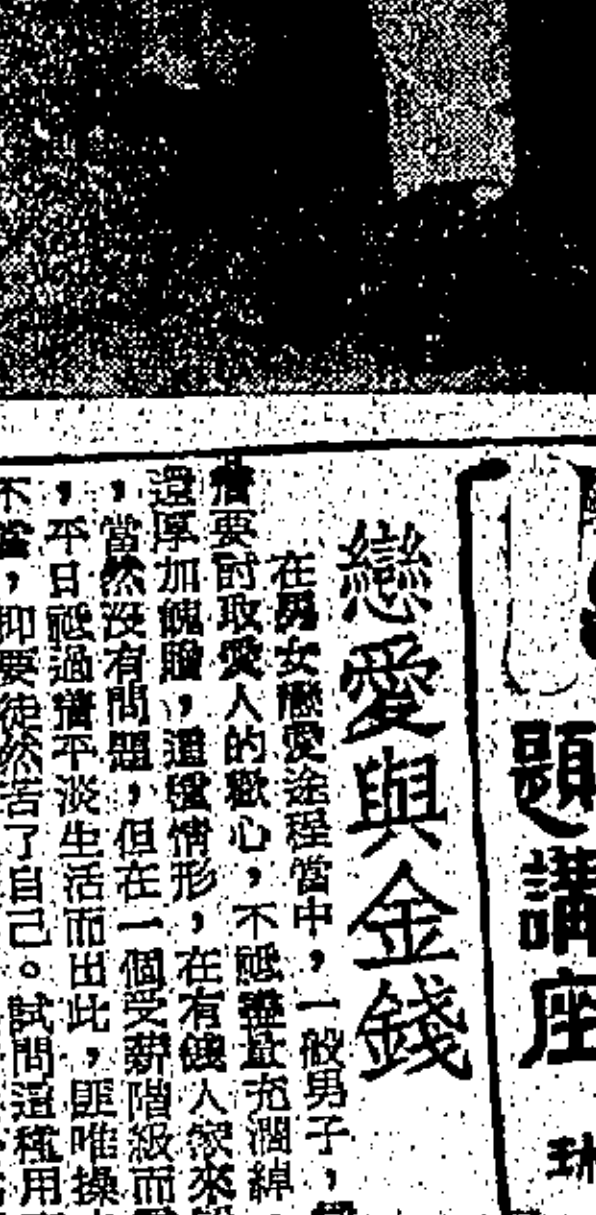 題講座
戀愛與金錢
在男女戀愛途程當中，一般男子，
要討取愛人的歡心，不祗儘量充濶綽
還厚加餽贈，這種情形，在有錢人家來
，當然沒有問題，但在一個受薪階級而
，平日祗過着平淡生活而出此，匪唯操
不當，抑要徒然苦了自己。試問這種用